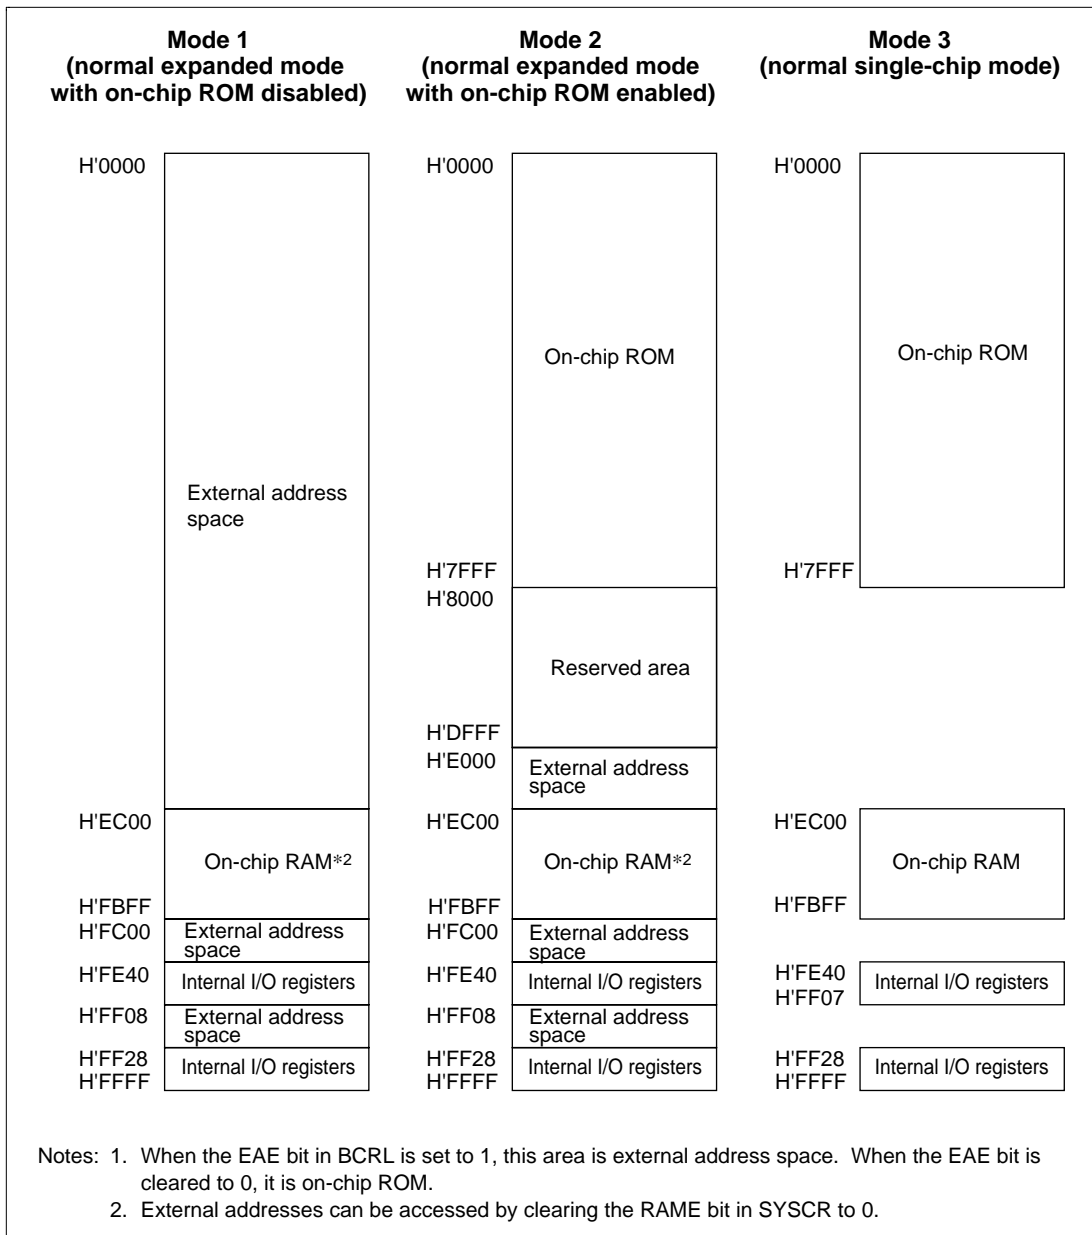 Mode 1
(normal expanded mode
with on-chip ROM disabled)
Mode 2
(normal expanded mode
with on-chip ROM enabled)
Mode 3
(normal single-chip mode)
H'0000
External address
space
H'EC00
On-chip RAM*2
H'FBFF
H'FC00
External address
space
H'FE40
Internal I/O registers
H'FF08
External address
space
H'FF28
Internal I/O registers
H'FFFF
H'0000
On-chip ROM
H'7FFF
H'8000
Reserved area
H'DFFF
H'E000
External address
space
H'EC00
On-chip RAM*2
H'FBFF
H'FC00
External address
space
H'FE40
Internal I/O registers
H'FF08
External address
space
H'FF28
Internal I/O registers
H'FFFF
H'0000
On-chip ROM
H'7FFF
H'EC00
On-chip RAM
H'FBFF
H'FE40
Internal I/O registers
H'FF07
H'FF28
Internal I/O registers
H'FFFF
Notes: 1. When the EAE bit in BCRL is set to 1, this area is external address space. When the EAE bit is
cleared to 0, it is on-chip ROM.
2. External addresses can be accessed by clearing the RAME bit in SYSCR to 0.